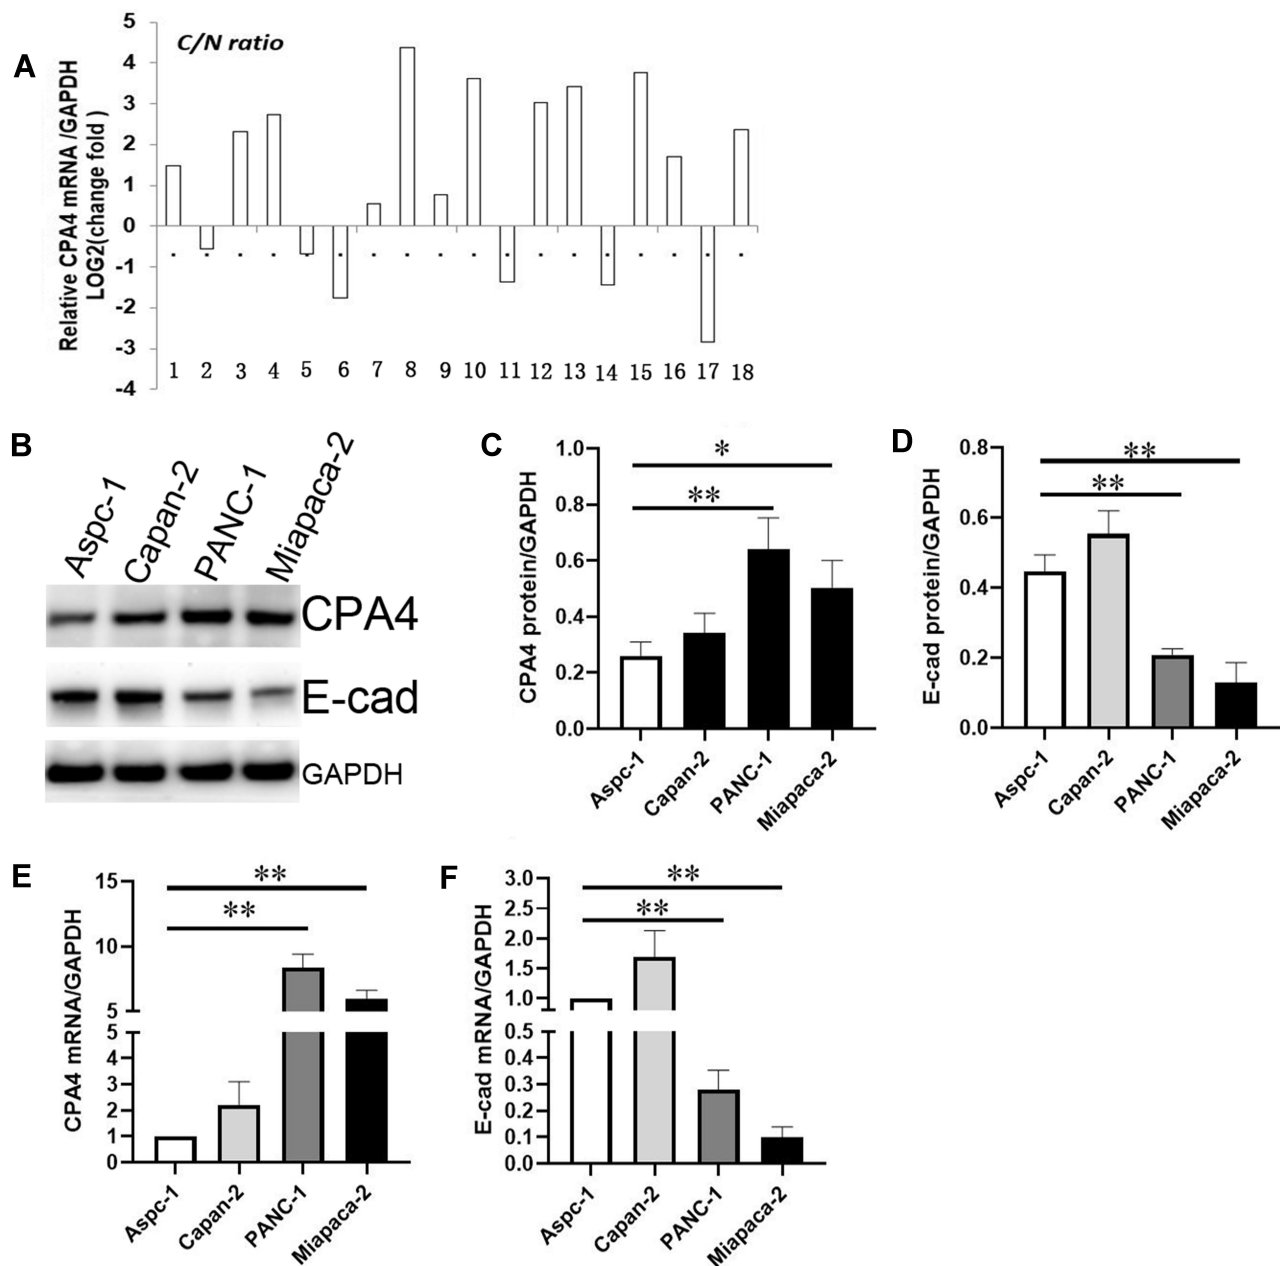 A
C/N ratio
Relative CPA4 mRNA /GAPDH
LOG2(change fold )
5
4
3
2
1
0
-1
-2
-3
-4
1 2 3 4 5 6 7 8 9 10 11 12 13 14 15 16 17 18
B
Aspc-1 Capan-2 PANC-1 Miapaca-2
CPA4
E-cad
GAPDH
C
CPA4 protein/GAPDH
1.0
0.8
0.6
0.4
0.2
0.0
*
**
Aspc-1 Capan-2 PANC-1 Miapaca-2
D
E-cad protein/GAPDH
0.8
0.6
0.4
0.2
0.0
**
**
Aspc-1 Capan-2 PANC-1 Miapaca-2
E
CPA4 mRNA/GAPDH
15
10
5
5
4
3
2
1
0
**
**
Aspc-1 Capan-2 PANC-1 Miapaca-2
F
E-cad mRNA/GAPDH
3.0
2.5
2.0
1.5
1.0
0.5
0.4
0.3
0.2
0.1
0.0
**
**
Aspc-1 Capan-2 PANC-1 Miapaca-2